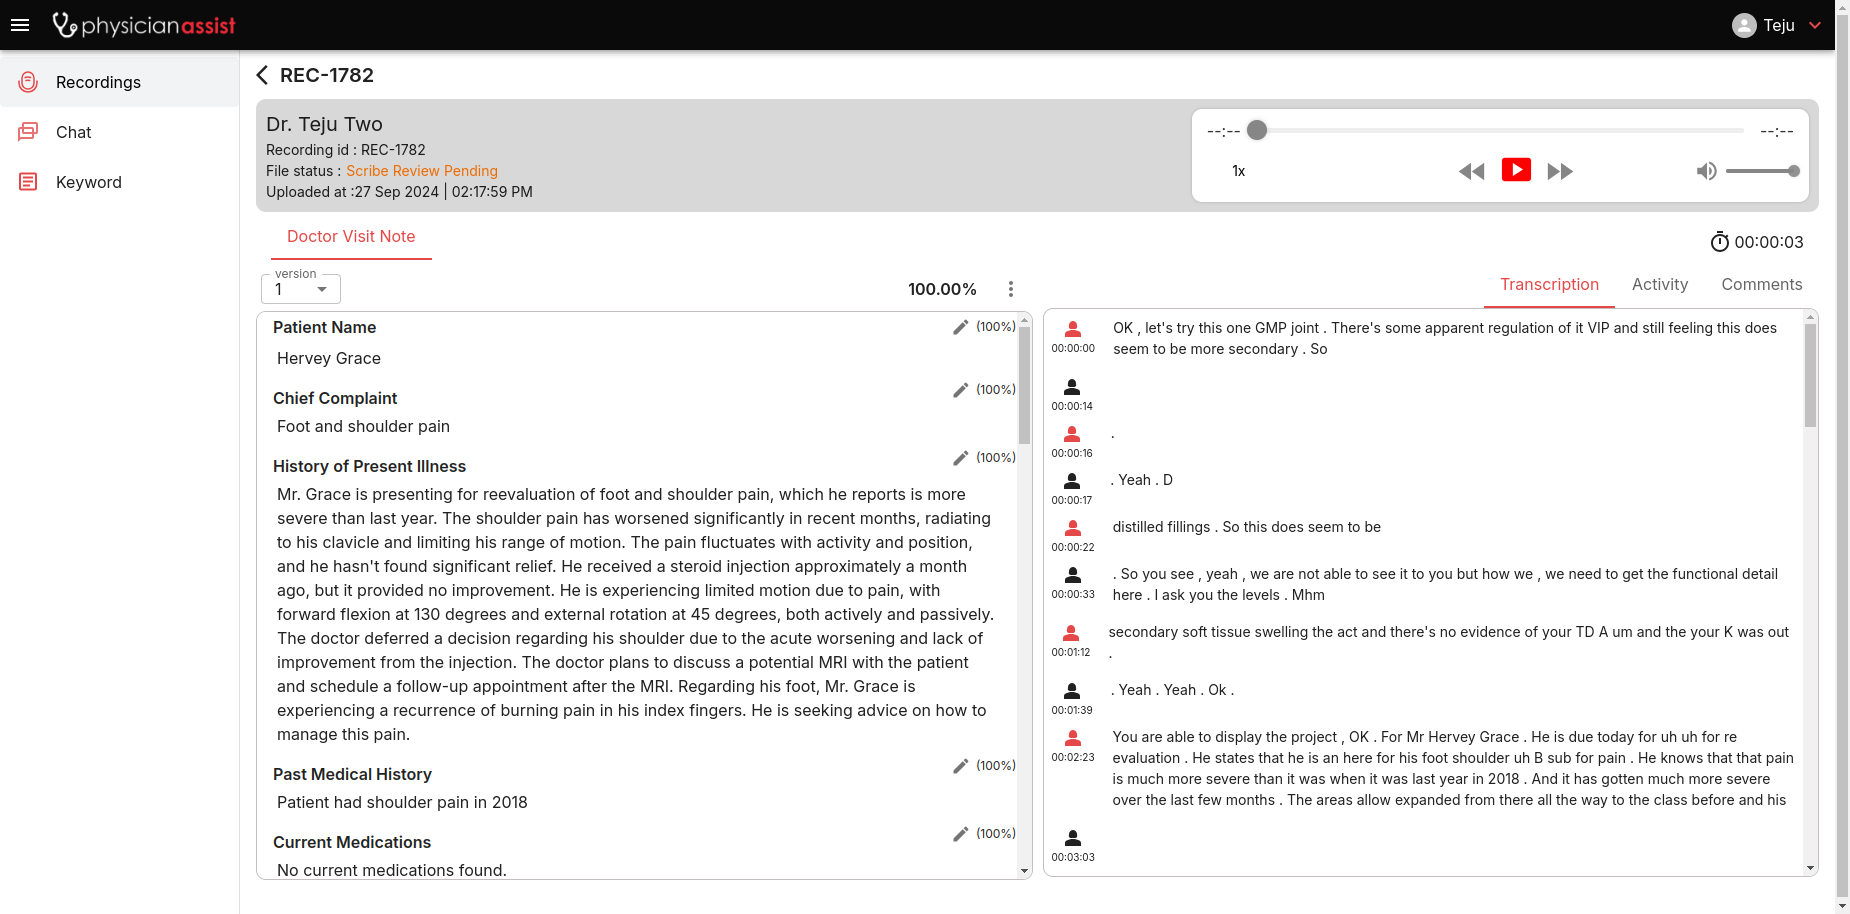 physicianassist
Teju
Recordings
Chat
Keyword
REC-1782
Dr. Teju Two
Recording id : REC-1782
File status : Scribe Review Pending
Uploaded at :27 Sep 2024 | 02:17:59 PM
--:--
--:--
1x
Doctor Visit Note
00:00:03
version
1
100.00%
Transcription
Activity
Comments
Patient Name
(100%)
Hervey Grace
Chief Complaint
(100%)
Foot and shoulder pain
History of Present Illness
(100%)
Mr. Grace is presenting for reevaluation of foot and shoulder pain, which he reports is more
severe than last year. The shoulder pain has worsened significantly in recent months, radiating
to his clavicle and limiting his range of motion. The pain fluctuates with activity and position,
and he hasn't found significant relief. He received a steroid injection approximately a month
ago, but it provided no improvement. He is experiencing limited motion due to pain, with
forward flexion at 130 degrees and external rotation at 45 degrees, both actively and passively.
The doctor deferred a decision regarding his shoulder due to the acute worsening and lack of
improvement from the injection. The doctor plans to discuss a potential MRI with the patient
and schedule a follow-up appointment after the MRI. Regarding his foot, Mr. Grace is
experiencing a recurrence of burning pain in his index fingers. He is seeking advice on how to
manage this pain.
Past Medical History
(100%)
Patient had shoulder pain in 2018
Current Medications
(100%)
No current medications found.
OK , let's try this one GMP joint . There's some apparent regulation of it VIP and still feeling this does
seem to be more secondary . So
00:00:00
00:00:14
.
00:00:16
. Yeah . D
00:00:17
distilled fillings . So this does seem to be
00:00:22
. So you see , yeah , we are not able to see it to you but how we , we need to get the functional detail
here . I ask you the levels . Mhm
00:00:33
secondary soft tissue swelling the act and there's no evidence of your TD A um and the your K was out
.
00:01:12
. Yeah . Yeah . Ok .
00:01:39
You are able to display the project , OK . For Mr Hervey Grace . He is due today for uh uh for re
evaluation . He states that he is an here for his foot shoulder uh B sub for pain . He knows that that pain
is much more severe than it was when it was last year in 2018 . And it has gotten much more severe
over the last few months . The areas allow expanded from there all the way to the class before and his
00:02:23
00:03:03